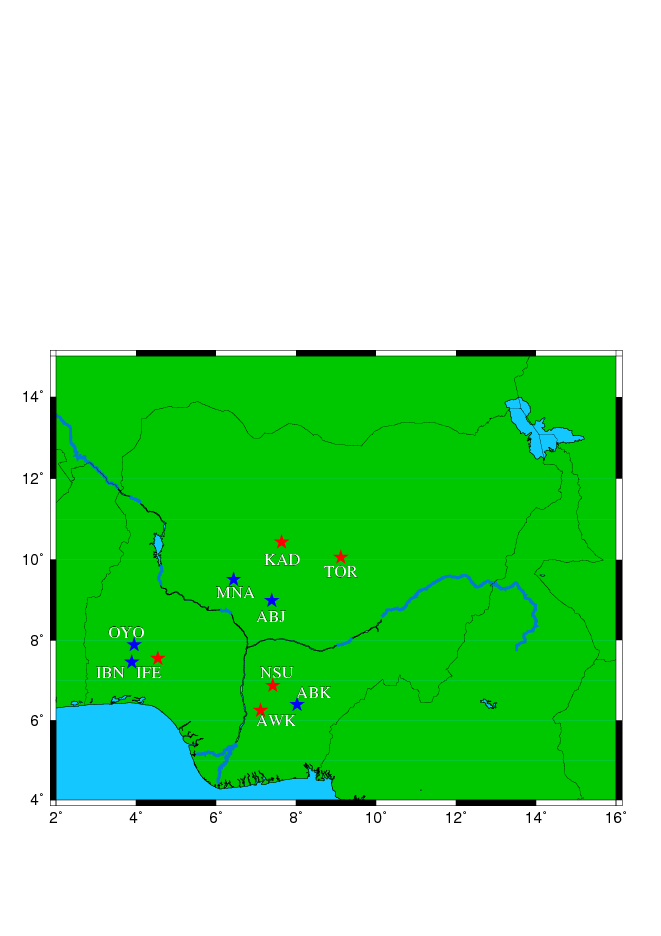 14°
12°
10°
8°
6°
4°
KAD
TOR
MNA
ABJ
OYO
IBN IFE
NSU
ABK
AWK
2° 4° 6° 8° 10° 12° 14° 16°